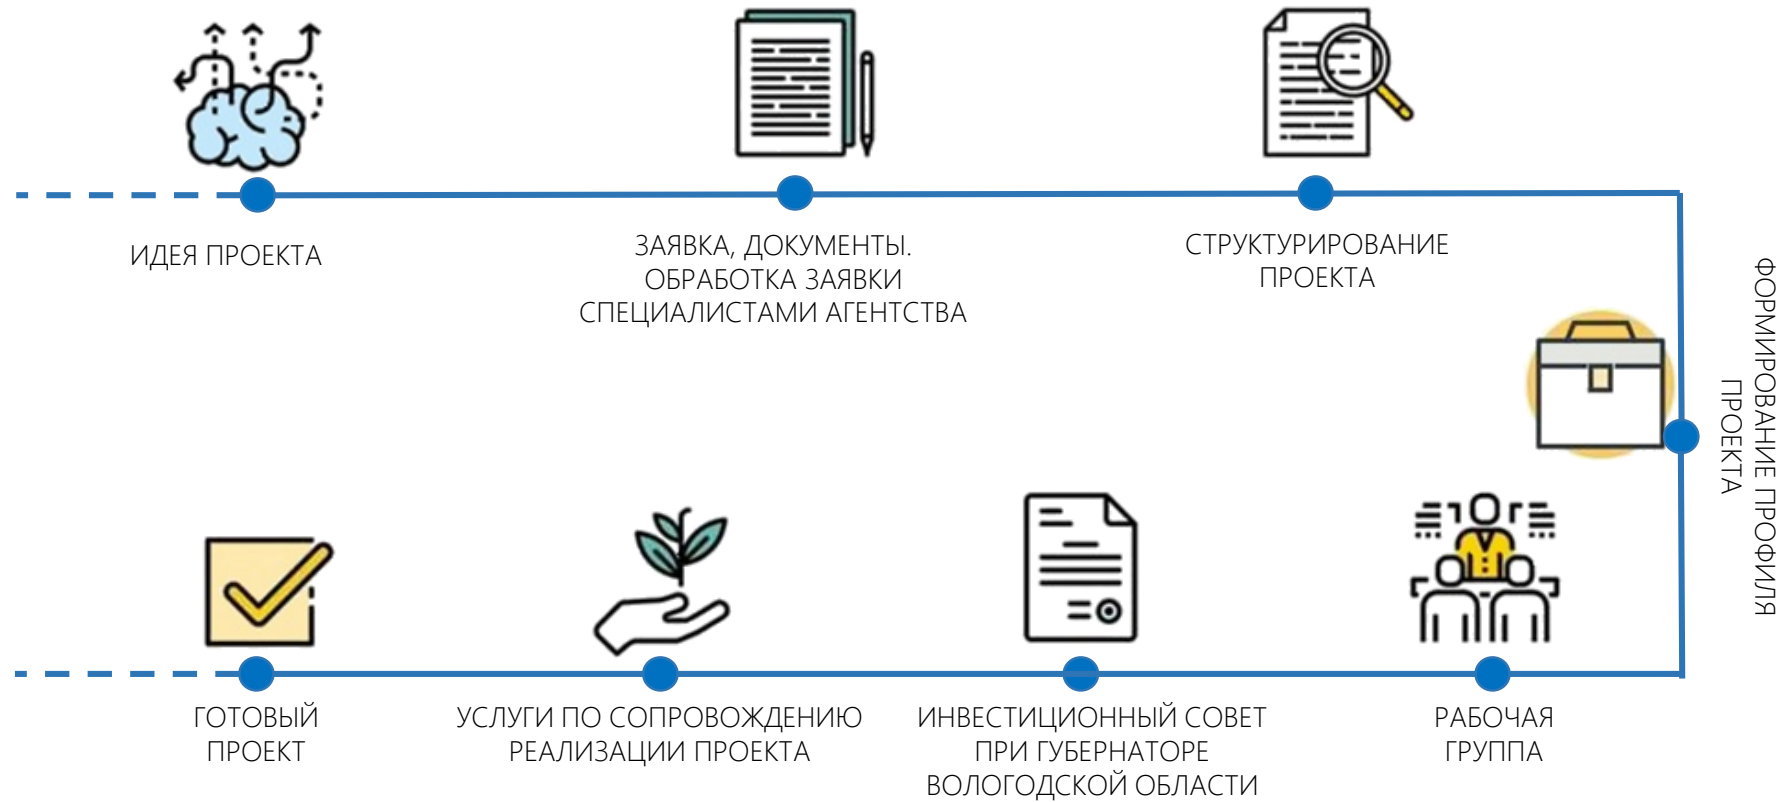 ИДЕЯ ПРОЕКТА
ЗАЯВКА, ДОКУМЕНТЫ.
ОБРАБОТКА ЗАЯВКИ
СПЕЦИАЛИСТАМИ АГЕНТСТВА
СТРУКТУРИРОВАНИЕ
ПРОЕКТА
ФОРМИРОВАНИЕ ПРОФИЛЯ
ПРОЕКТА
РАБОЧАЯ
ГРУППА
ИНВЕСТИЦИОННЫЙ СОВЕТ
ПРИ ГУБЕРНАТОРЕ
ВОЛОГОДСКОЙ ОБЛАСТИ
УСЛУГИ ПО СОПРОВОЖДЕНИЮ
РЕАЛИЗАЦИИ ПРОЕКТА
ГОТОВЫЙ
ПРОЕКТ